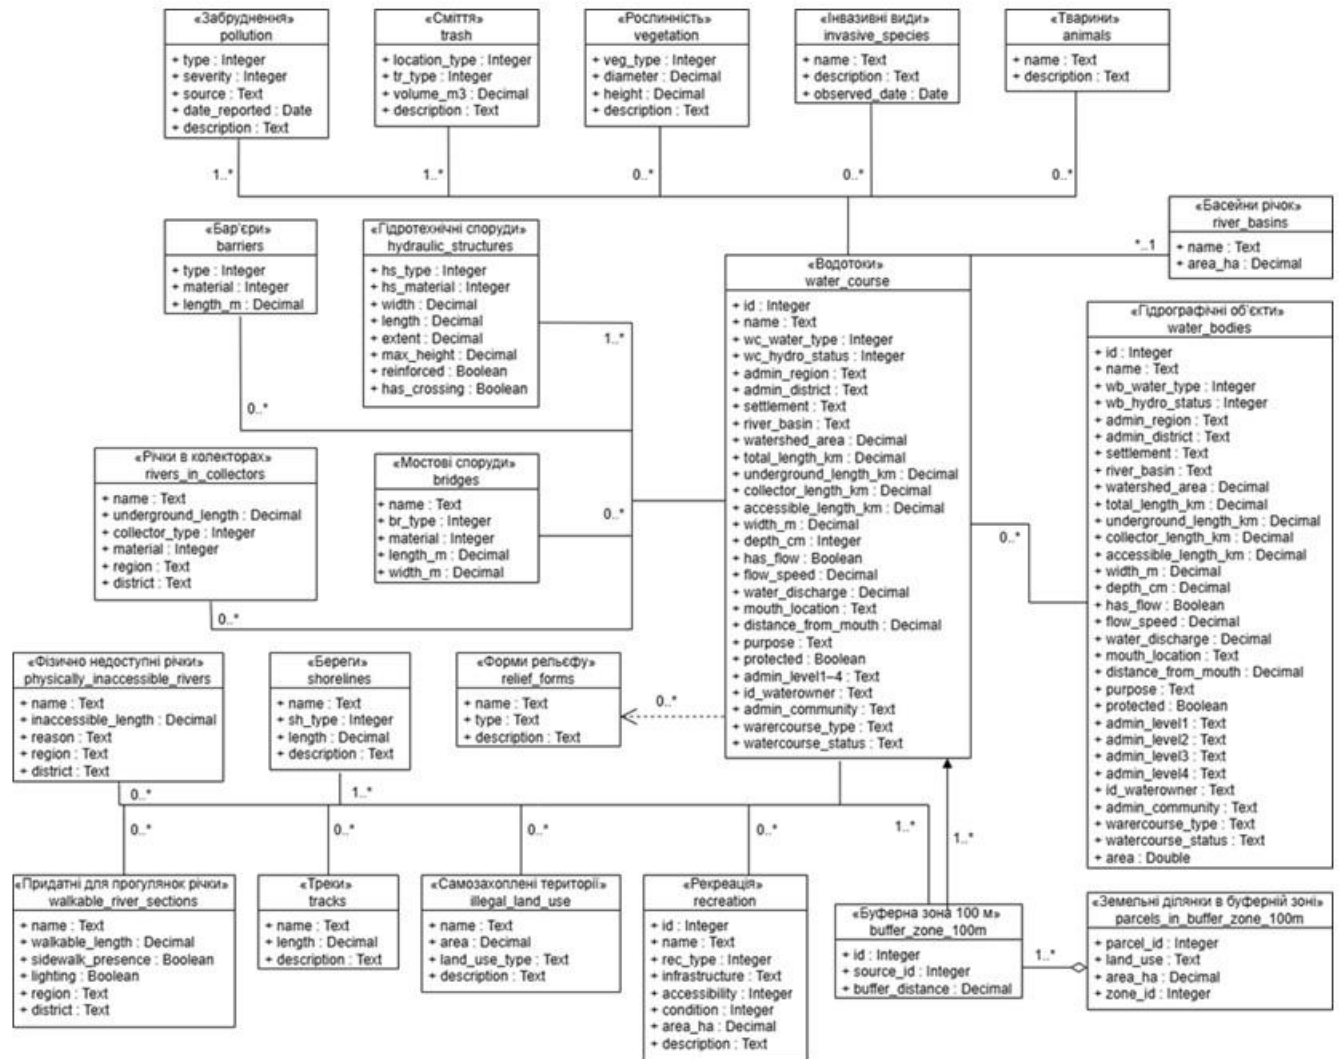 «Забруднення»
pollution
+ type : Integer
+ severity : Integer
+ source : Text
+ date_reported : Date
+ description : Text
1..*
«Сміття»
trash
+ location_type : Integer
+ tr_type : Integer
+ volume_m3 : Decimal
+ description : Text
1..*
«Рослинність»
vegetation
+ veg_type : Integer
+ diameter : Decimal
+ height : Decimal
+ description : Text
0..*
«Інвазивні види»
invasive_species
+ name : Text
+ description : Text
+ observed_date : Date
0..*
«Тварини»
animals
+ name : Text
+ description : Text
0..*
«Басейни річок»
river_basins
+ name : Text
+ area_ha : Decimal
*..1
«Бар'єри»
barriers
+ type : Integer
+ material : Integer
+ length_m : Decimal
0..*
«Гідротехнічні споруди»
hydraulic_structures
+ hs_type : Integer
+ hs_material : Integer
+ width : Decimal
+ length : Decimal
+ extent : Decimal
+ max_height : Decimal
+ reinforced : Boolean
+ has_crossing : Boolean
1..*
«Водотоки»
water_course
+ id : Integer
+ name : Text
+ wc_water_type : Integer
+ wc_hydro_status : Integer
+ admin_region : Text
+ admin_district : Text
+ settlement : Text
+ river_basin : Text
+ watershed_area : Decimal
+ total_length_km : Decimal
+ underground_length_km : Decimal
+ collector_length_km : Decimal
+ accessible_length_km : Decimal
+ width_m : Decimal
+ depth_cm : Integer
+ has_flow : Boolean
+ flow_speed : Decimal
+ water_discharge : Decimal
+ mouth_location : Text
+ distance_from_mouth : Decimal
+ purpose : Text
+ protected : Boolean
+ admin_level1–4 : Text
+ id_waterowner : Text
+ admin_community : Text
+ warercourse_type : Text
+ watercourse_status : Text
«Гідрографічні об'єкти»
water_bodies
+ id : Integer
+ name : Text
+ wb_water_type : Integer
+ wb_hydro_status : Integer
+ admin_region : Text
+ admin_district : Text
+ settlement : Text
+ river_basin : Text
+ watershed_area : Decimal
+ total_length_km : Decimal
+ underground_length_km : Decimal
+ collector_length_km : Decimal
+ accessible_length_km : Decimal
+ width_m : Decimal
+ depth_cm : Decimal
+ has_flow : Boolean
+ flow_speed : Decimal
+ water_discharge : Decimal
+ mouth_location : Text
+ distance_from_mouth : Decimal
+ purpose : Text
+ protected : Boolean
+ admin_level1 : Text
+ admin_level2 : Text
+ admin_level3 : Text
+ admin_level4 : Text
+ id_waterowner : Text
+ admin_community : Text
+ warercourse_type : Text
+ watercourse_status : Text
+ area : Double
0..*
«Річки в колекторах»
rivers_in_collectors
+ name : Text
+ underground_length : Decimal
+ collector_type : Integer
+ material : Integer
+ region : Text
+ district : Text
0..*
«Мостові споруди»
bridges
+ name : Text
+ br_type : Integer
+ material : Integer
+ length_m : Decimal
+ width_m : Decimal
0..*
«Фізично недоступні річки»
physically_inaccessible_rivers
+ name : Text
+ inaccessible_length : Decimal
+ reason : Text
+ region : Text
+ district : Text
0..*
«Береги»
shorelines
+ name : Text
+ sh_type : Integer
+ length : Decimal
+ description : Text
1..*
«Форми рельєфу»
relief_forms
+ name : Text
+ type : Text
+ description : Text
0..*
0..*
0..*
0..*
0..*
1..*
1..*
«Придатні для прогулянок річки»
walkable_river_sections
+ name : Text
+ walkable_length : Decimal
+ sidewalk_presence : Boolean
+ lighting : Boolean
+ region : Text
+ district : Text
«Треки»
tracks
+ name : Text
+ length : Decimal
+ description : Text
«Самозахоплені території»
illegal_land_use
+ name : Text
+ area : Decimal
+ land_use_type : Text
+ description : Text
«Рекреація»
recreation
+ id : Integer
+ name : Text
+ rec_type : Integer
+ infrastructure : Text
+ accessibility : Integer
+ condition : Integer
+ area_ha : Decimal
+ description : Text
«Буферна зона 100 м»
buffer_zone_100m
+ id : Integer
+ source_id : Integer
+ buffer_distance : Decimal
1..*
«Земельні ділянки в буферній зоні»
parcels_in_buffer_zone_100m
+ parcel_id : Integer
+ land_use : Text
+ area_ha : Decimal
+ zone_id : Integer